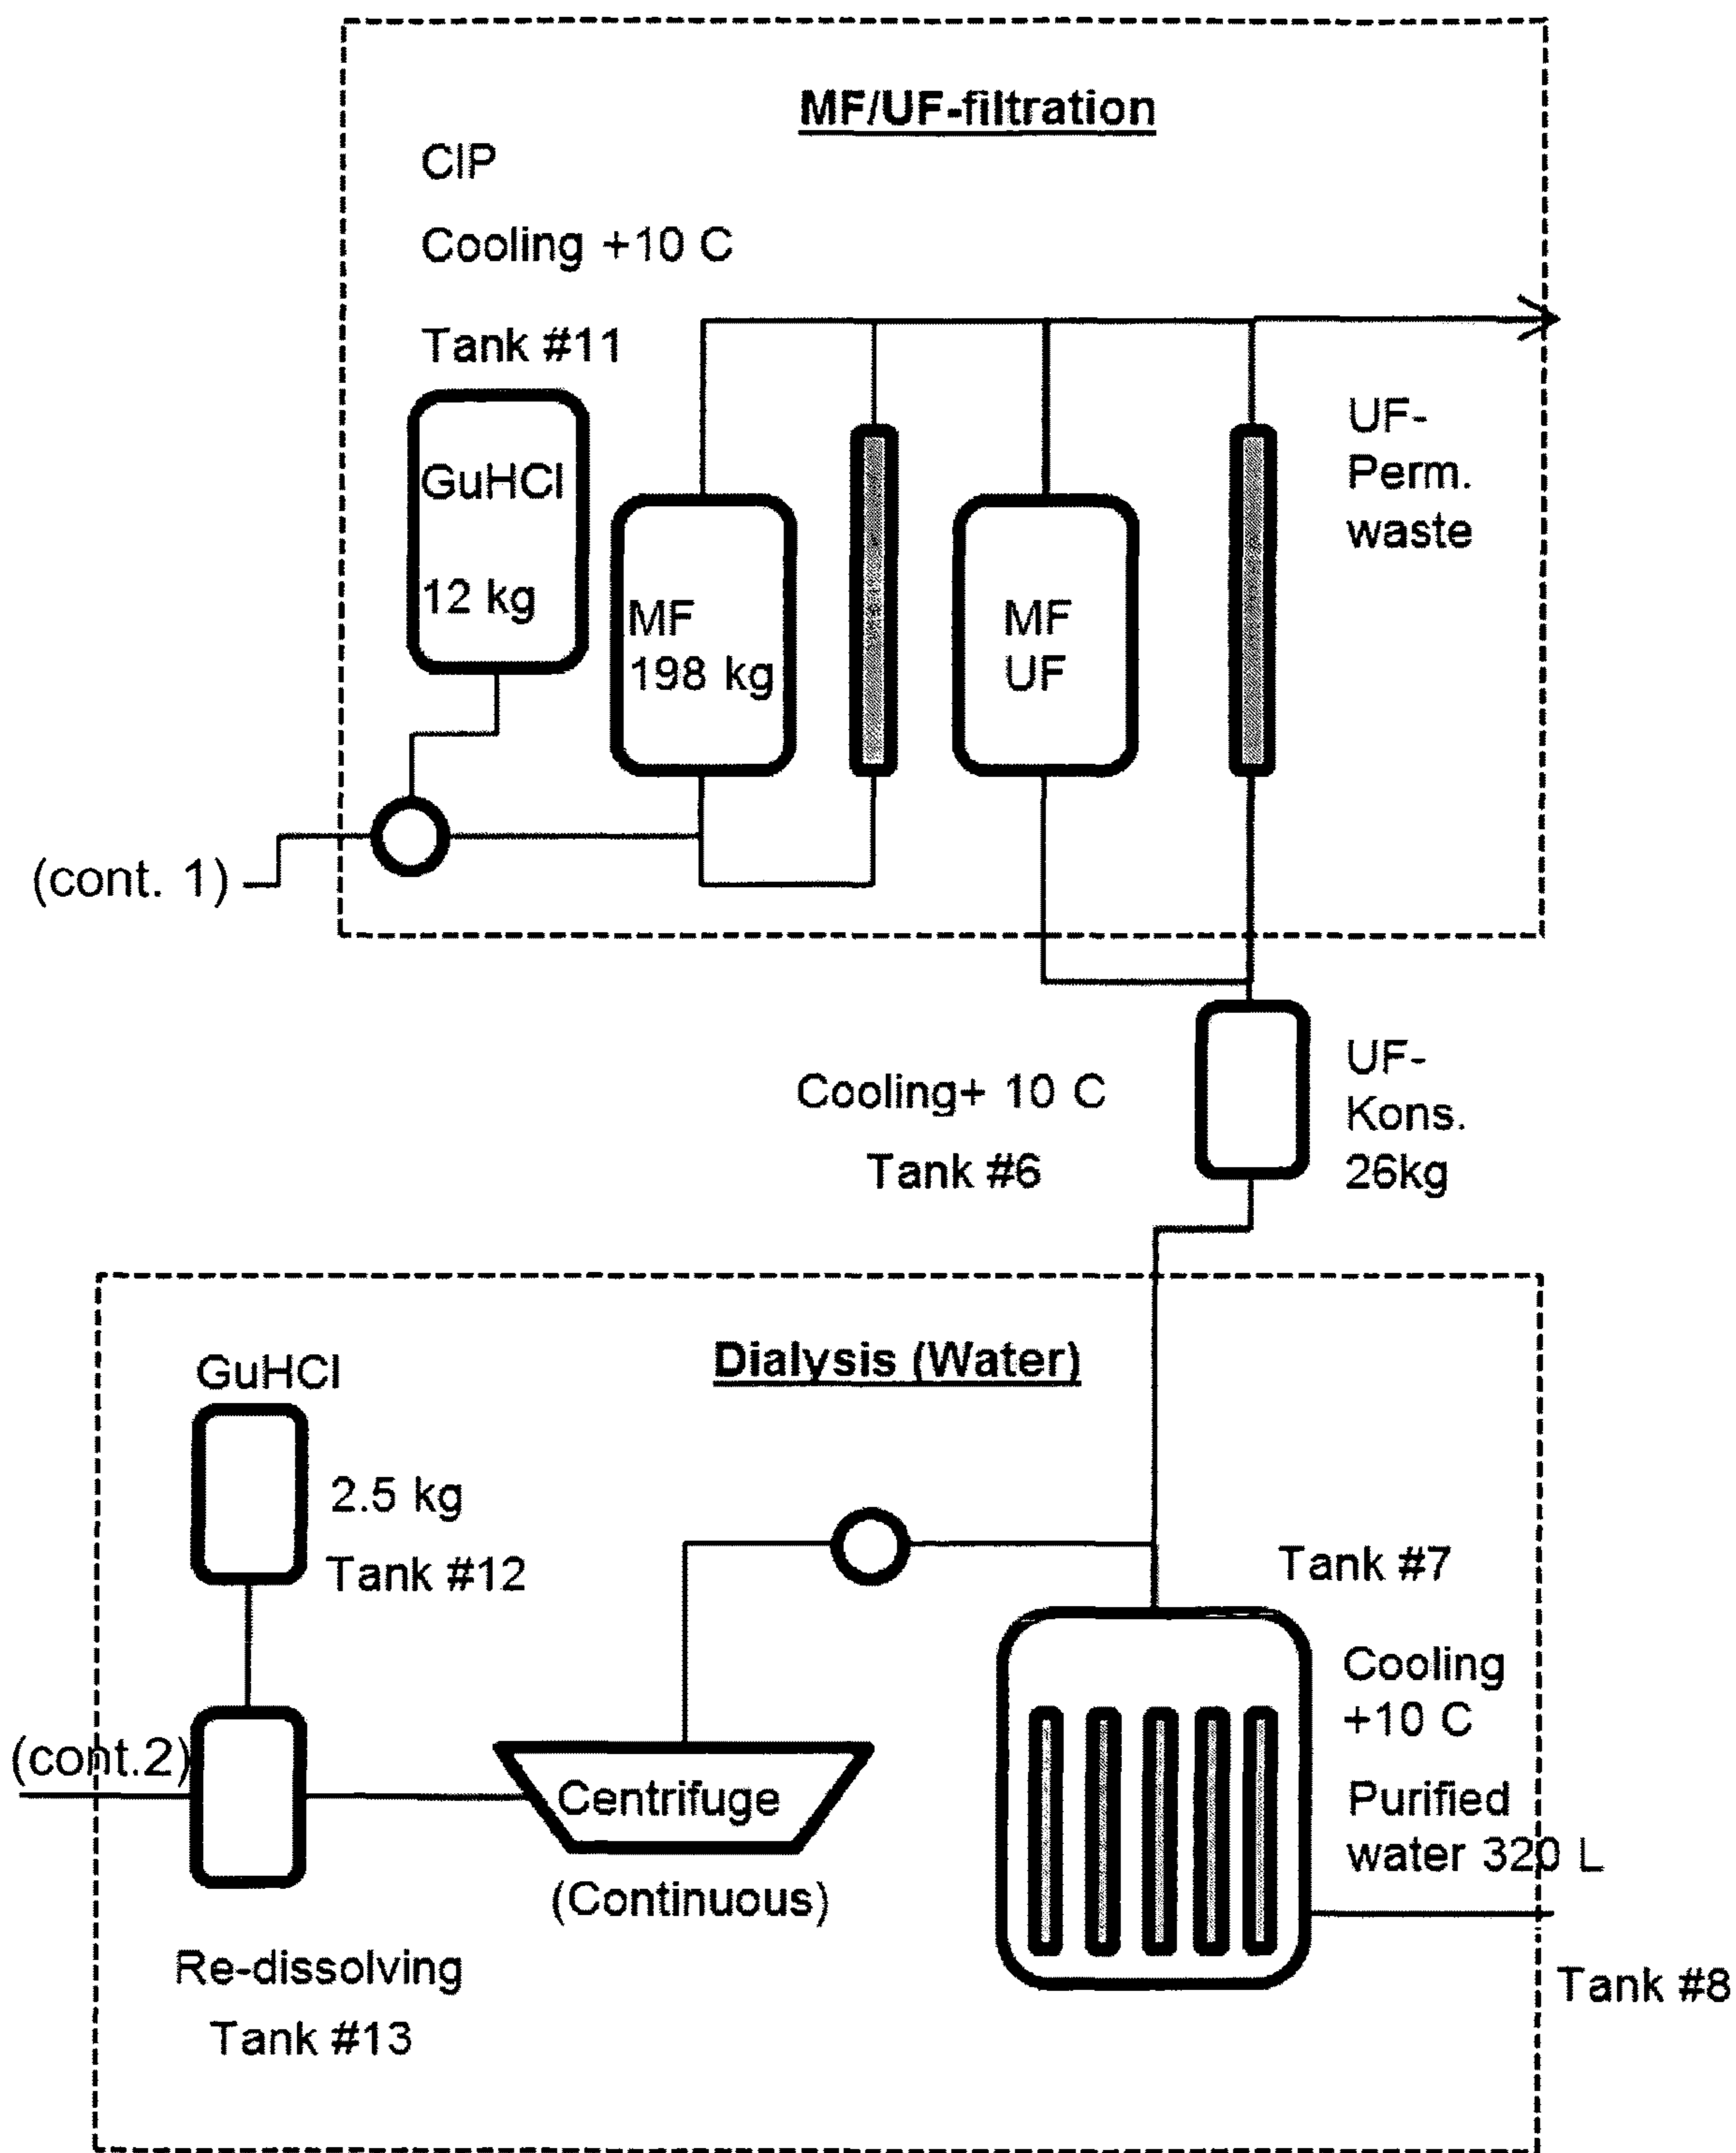 MF/UF-filtration
CIP
Cooling +10 C
Tank #11
GuHCl
12 kg
MF
198 kg
MF
UF
UF-
Perm.
waste
(cont. 1)
Cooling+ 10 C
Tank #6
UF-
Kons.
26kg
Dialysis (Water)
GuHCl
2.5 kg
Tank #12
Tank #7
Cooling
+10 C
Purified
water 320 L
(cont.2)
Centrifuge
(Continuous)
Re-dissolving
Tank #13
Tank #8